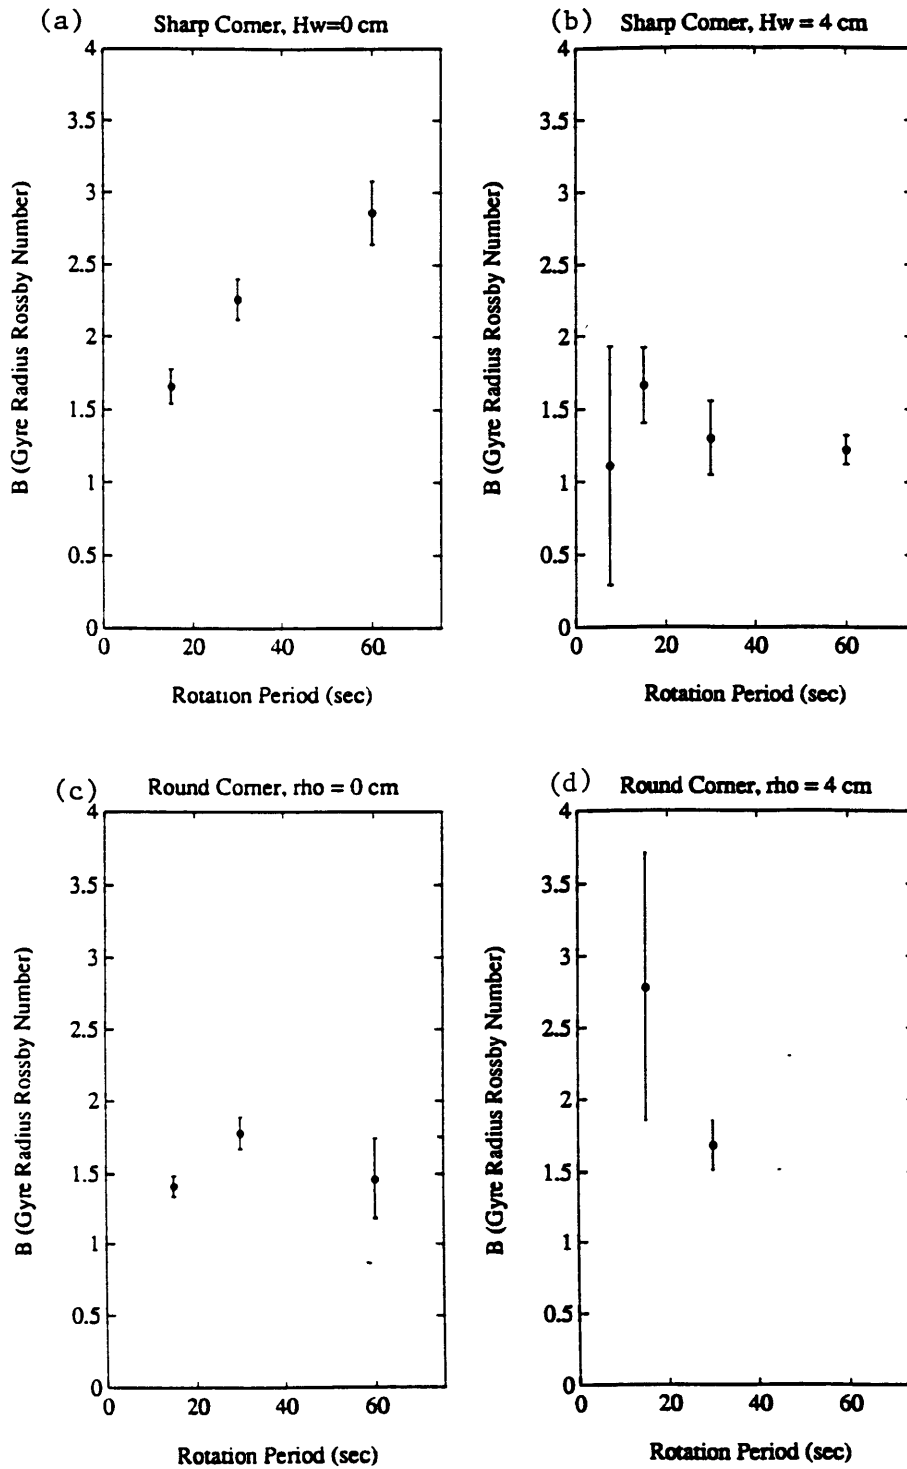 (a) Sharp Corner, Hw=0 cm
4
3.5
3
2.5
2
1.5
1
0.5
0
0 20 40 60
B (Gyre Radius Rossby Number)
Rotation Period (sec)
(b) Sharp Corner, Hw = 4 cm
4
3.5
3
2.5
2
1.5
1
0.5
0
0 20 40 60
B (Gyre Radius Rossby Number)
Rotation Period (sec)
(c) Round Corner, rho = 0 cm
4
3.5
3
2.5
2
1.5
1
0.5
0
0 20 40 60
B (Gyre Radius Rossby Number)
Rotation Period (sec)
(d) Round Corner, rho = 4 cm
4
3.5
3
2.5
2
1.5
1
0.5
0
0 20 40 60
B (Gyre Radius Rossby Number)
Rotation Period (sec)